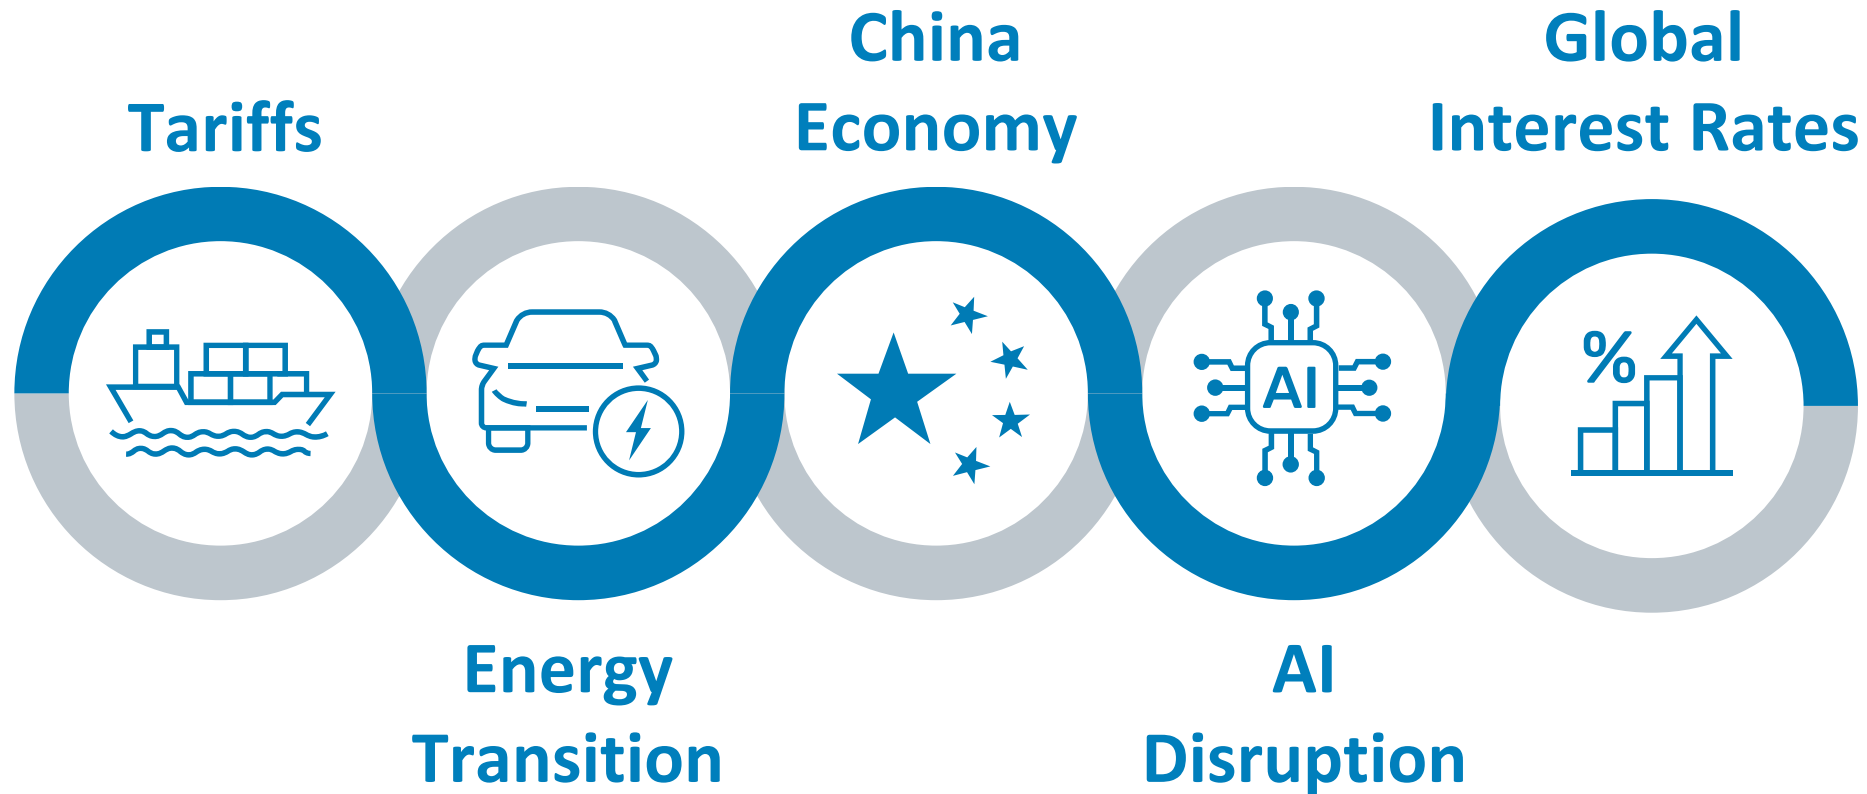 Tariffs
China
Economy
Global
Interest Rates
%
AI
Energy
Transition
AI
Disruption